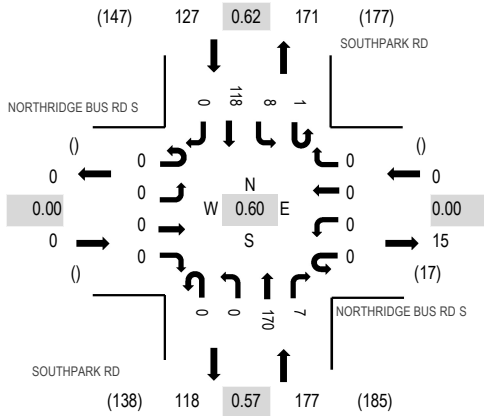 (147) 127 0.62 171 (177)
SOUTHPARK RD
NORTHRIDGE BUS RD S
0 118 8 1
() ()
0 0 0 0
0 0
0.00 N 0.00
W 0.60 E
0 0
0 S 15
0 0
() (17)
0 0 170 7
NORTHRIDGE BUS RD S
SOUTHPARK RD
(138) 118 0.57 177 (185)